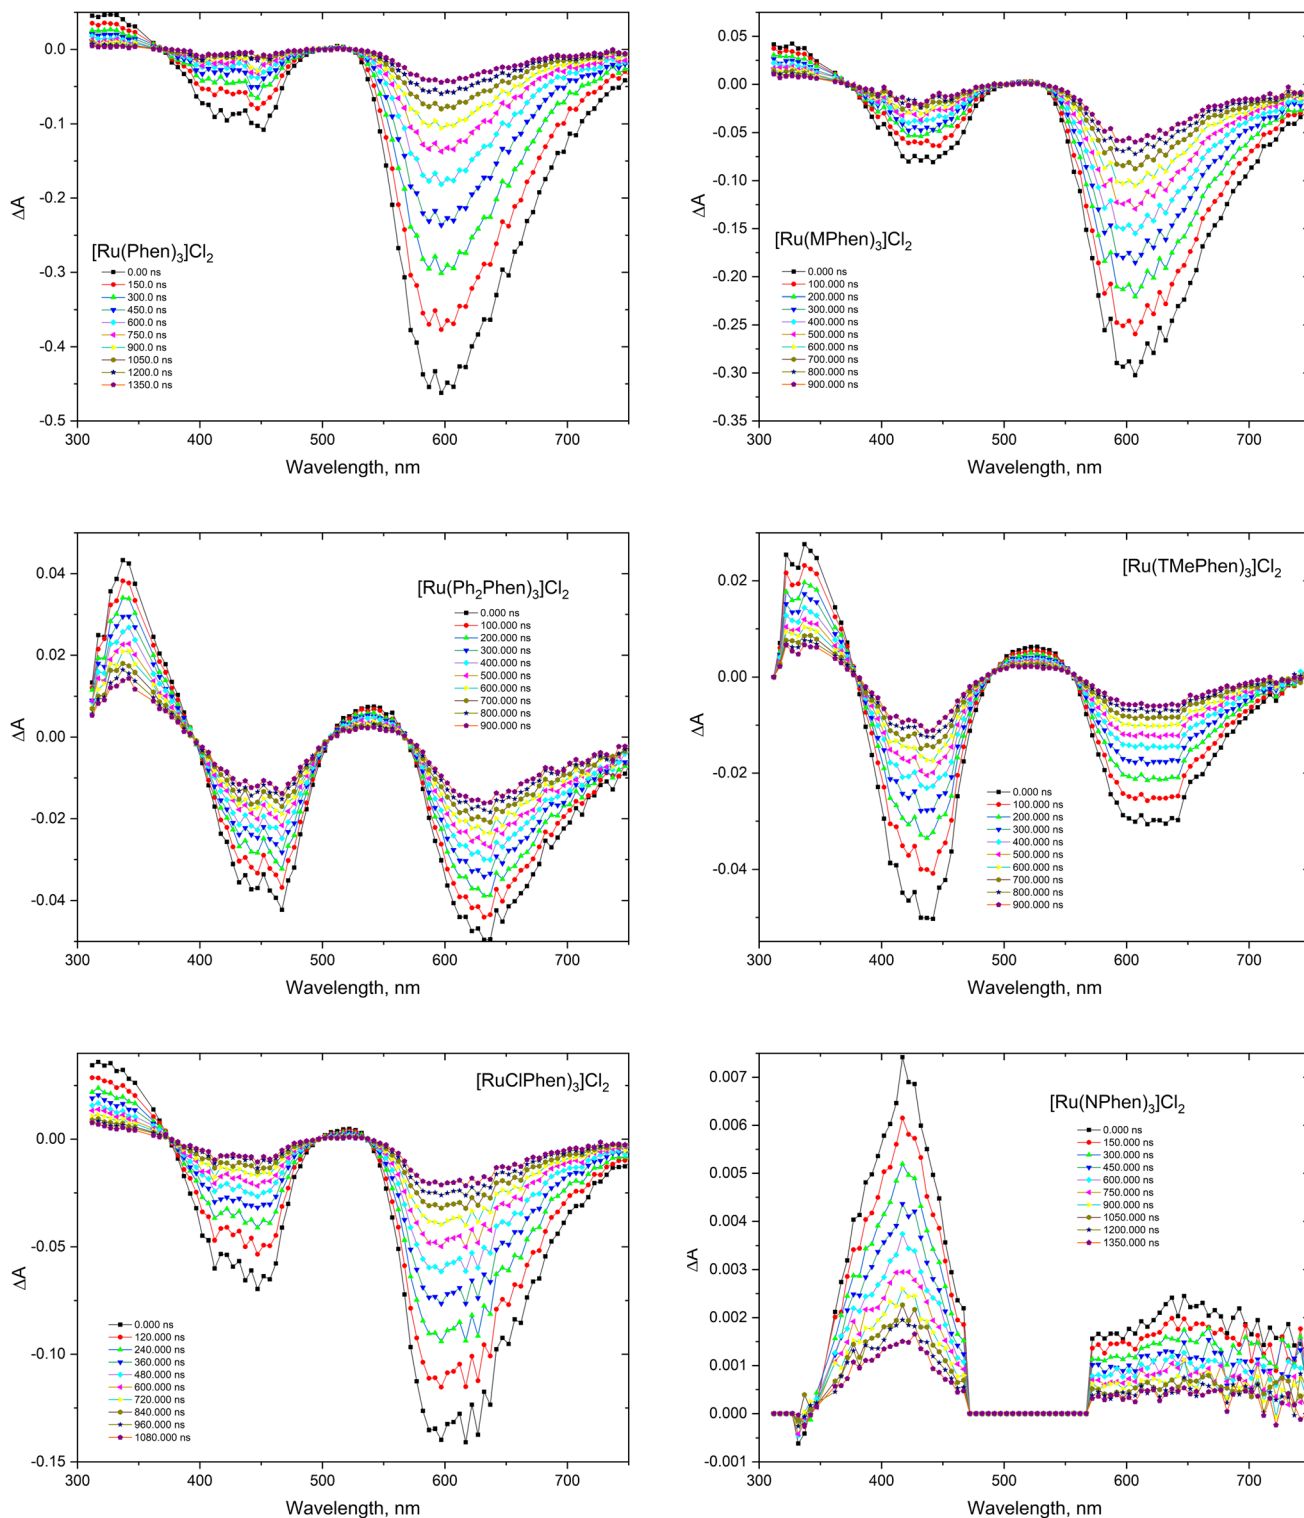 0.0
-0.1
-0.2
-0.3
-0.4
-0.5
ΔA
[Ru(Phen)₃]Cl₂
0.00 ns
150.0 ns
300.0 ns
450.0 ns
600.0 ns
750.0 ns
900.0 ns
1050.0 ns
1200.0 ns
1350.0 ns
300 400 500 600 700
Wavelength, nm
0.05
0.00
-0.05
-0.10
-0.15
-0.20
-0.25
-0.30
-0.35
ΔA
[Ru(MPhen)₃]Cl₂
0.000 ns
100.000 ns
200.000 ns
300.000 ns
400.000 ns
500.000 ns
600.000 ns
700.000 ns
800.000 ns
900.000 ns
300 400 500 600 700
Wavelength, nm
0.04
0.02
0.00
-0.02
-0.04
ΔA
[Ru(Ph₂Phen)₃]Cl₂
0.000 ns
100.000 ns
200.000 ns
300.000 ns
400.000 ns
500.000 ns
600.000 ns
700.000 ns
800.000 ns
900.000 ns
300 400 500 600 700
Wavelength, nm
0.02
0.00
-0.02
-0.04
ΔA
[Ru(TMePhen)₃]Cl₂
0.000 ns
100.000 ns
200.000 ns
300.000 ns
400.000 ns
500.000 ns
600.000 ns
700.000 ns
800.000 ns
900.000 ns
300 400 500 600 700
Wavelength, nm
0.00
-0.05
-0.10
-0.15
ΔA
[RuClPhen)₃]Cl₂
0.000 ns
120.000 ns
240.000 ns
360.000 ns
480.000 ns
600.000 ns
720.000 ns
840.000 ns
960.000 ns
1080.000 ns
300 400 500 600 700
Wavelength, nm
0.007
0.006
0.005
0.004
0.003
0.002
0.001
0.000
-0.001
ΔA
[Ru(NPhen)₃]Cl₂
0.000 ns
150.000 ns
300.000 ns
450.000 ns
600.000 ns
750.000 ns
900.000 ns
1050.000 ns
1200.000 ns
1350.000 ns
300 400 500 600 700
Wavelength, nm